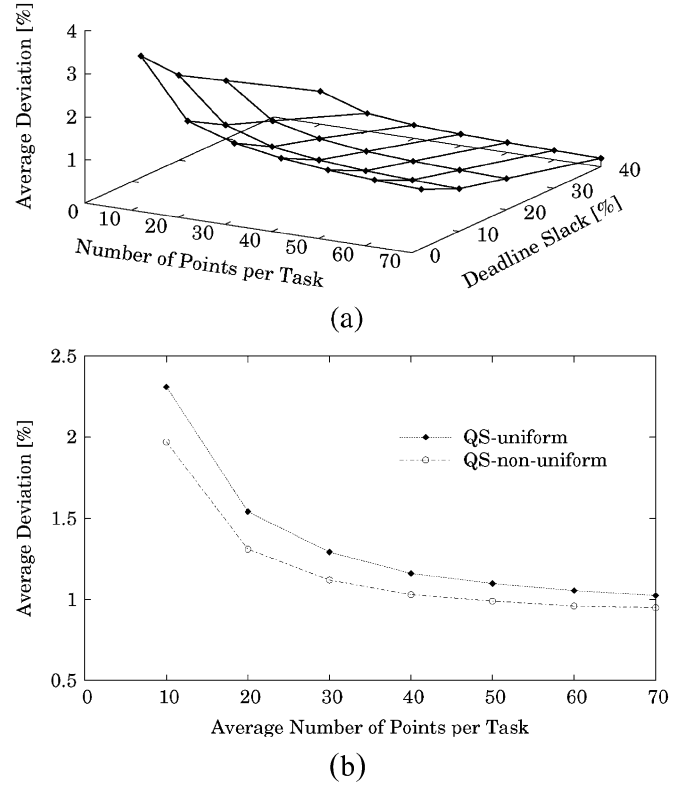 Average Deviation [%]
4
3
2
1
0
10
20
30
40
50
60
70
Number of Points per Task
0
10
20
30
40
Deadline Slack [%]
(a)
Average Deviation [%]
2.5
2
1.5
1
0.5
QS-uniform
QS-non-uniform
0 10 20 30 40 50 60 70
Average Number of Points per Task
(b)